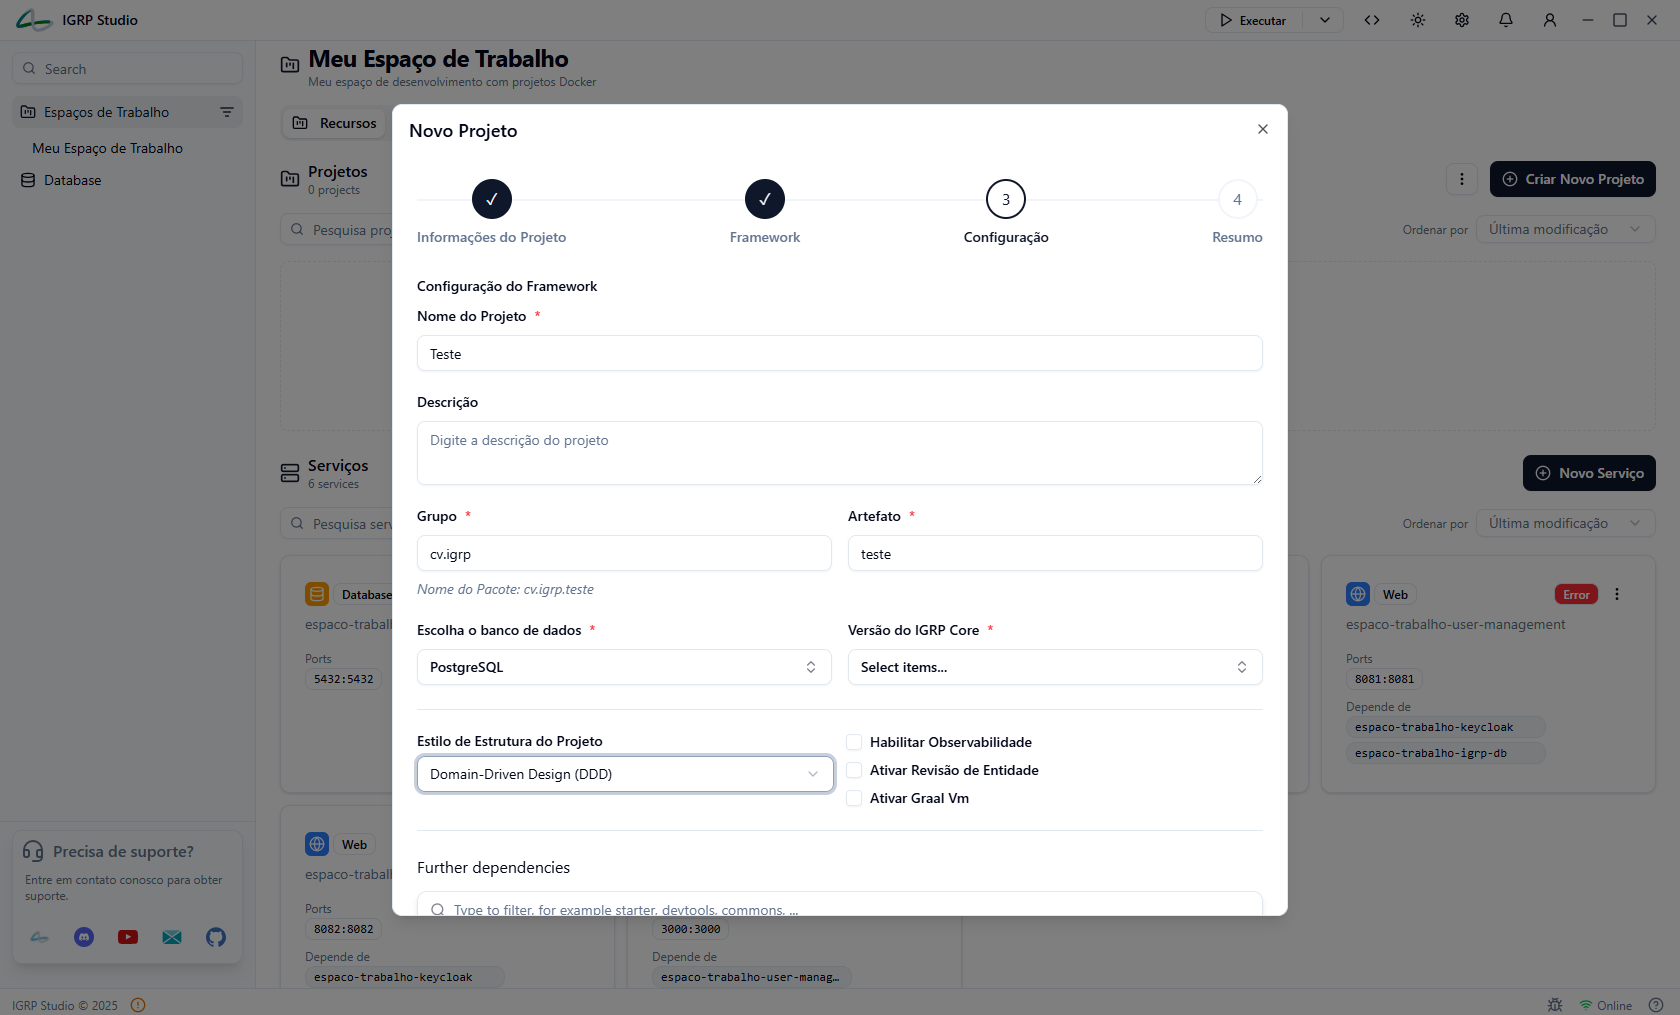 IGRP Studio
Executar
Search
Espaços de Trabalho
Meu Espaço de Trabalho
Database
Meu Espaço de Trabalho
Meu espaço de desenvolvimento com projetos Docker
Recursos
Projetos
0 projects
Criar Novo Projeto
Pesquisa proj
Ordenar por
Última modificação
Serviços
6 services
Novo Serviço
Pesquisa serv
Ordenar por
Última modificação
Database
espaco-trabal
Ports
5432:5432
Web
Error
espaco-trabalho-user-management
Ports
8081:8081
Depende de
espaco-trabalho-keycloak
espaco-trabalho-igrp-db
Web
espaco-trabal
Ports
8082:8082
Depende de
espaco-trabalho-keycloak
3000:3000
Depende de
espaco-trabalho-user-manag…
Novo Projeto
3
4
Informações do Projeto
Framework
Configuração
Resumo
Configuração do Framework
Nome do Projeto *
Teste
Descrição
Digite a descrição do projeto
Grupo *
Artefato *
cv.igrp
teste
Nome do Pacote: cv.igrp.teste
Escolha o banco de dados *
Versão do IGRP Core *
PostgreSQL
Select items...
Estilo de Estrutura do Projeto
Domain-Driven Design (DDD)
Habilitar Observabilidade
Ativar Revisão de Entidade
Ativar Graal Vm
Further dependencies
Type to filter, for example starter, devtools, commons, ...
Precisa de suporte?
Entre em contato conosco para obter
suporte.
IGRP Studio © 2025
Online